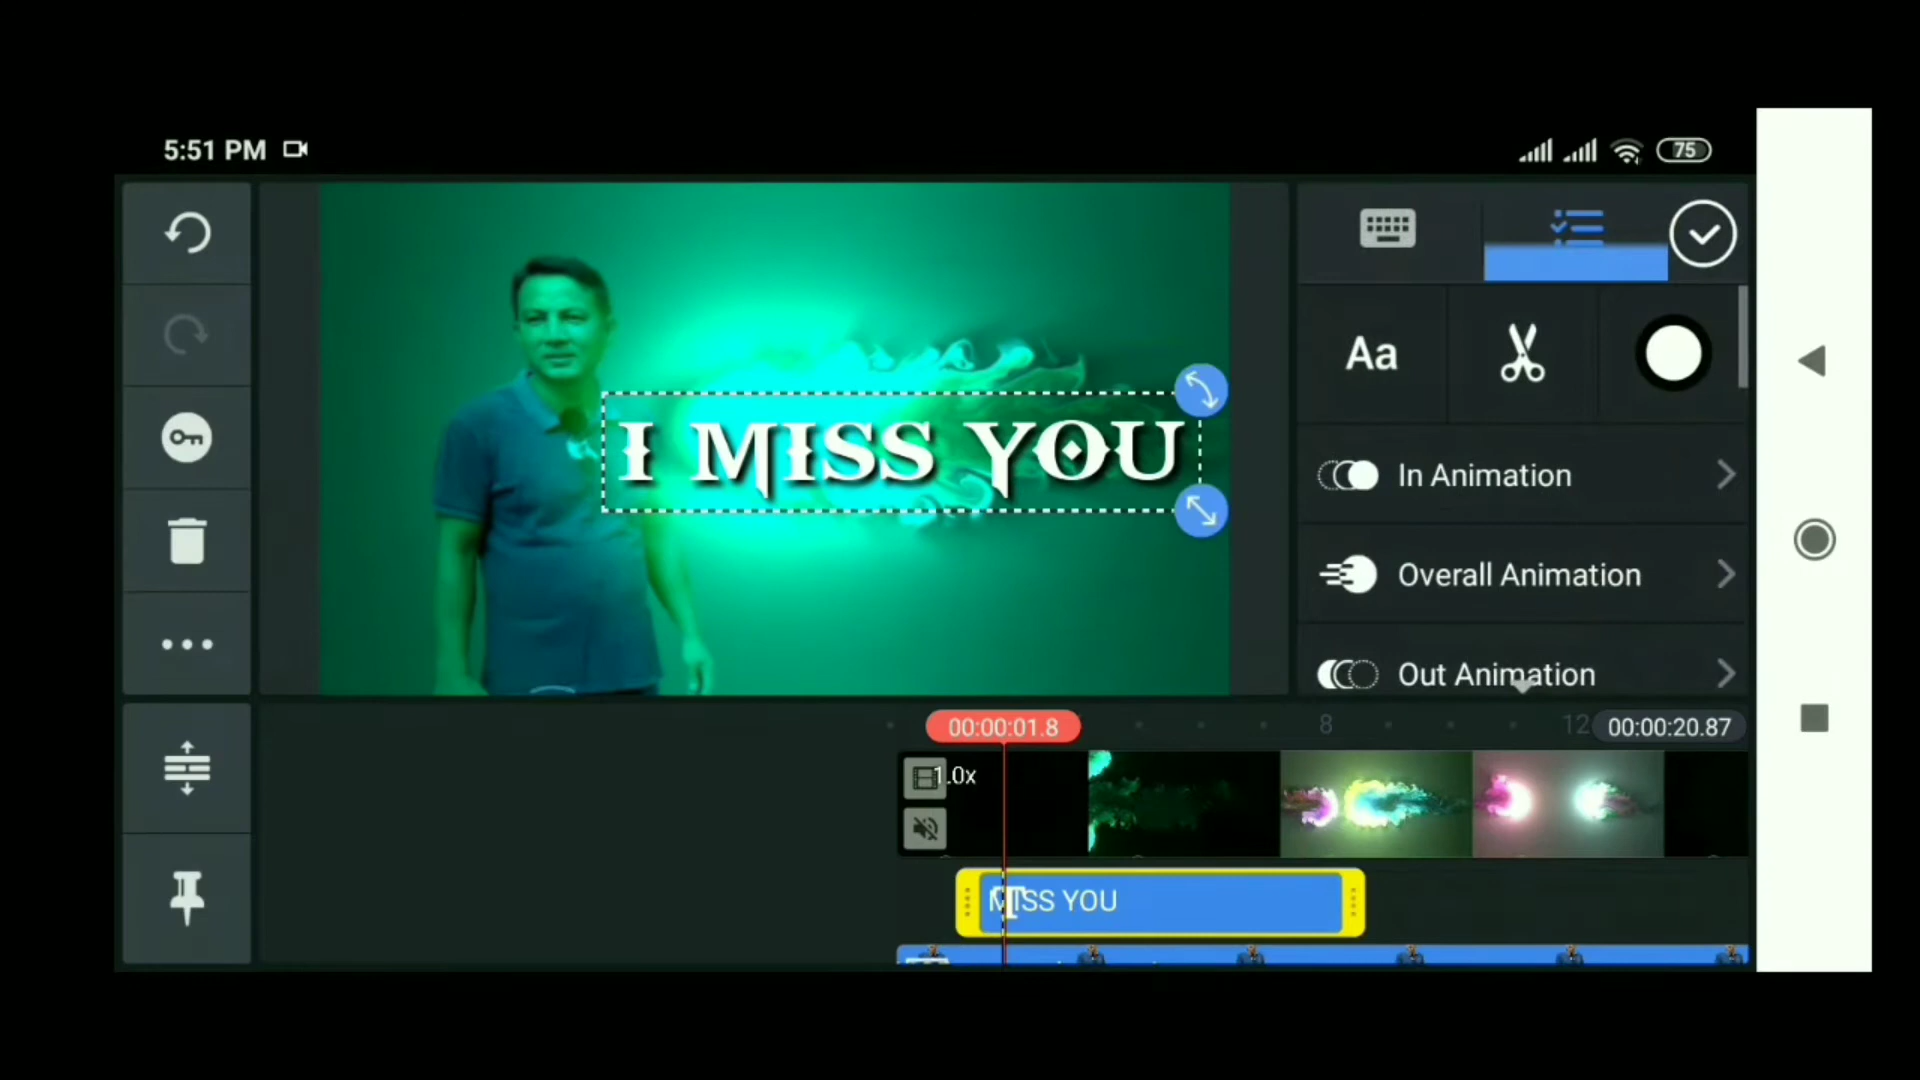 5:51 PM
75
I MISS YOU
Aa
In Animation
Overall Animation
Out Animation
00:00:01.8
8
12
00:00:20.87
1.0x
MISS YOU